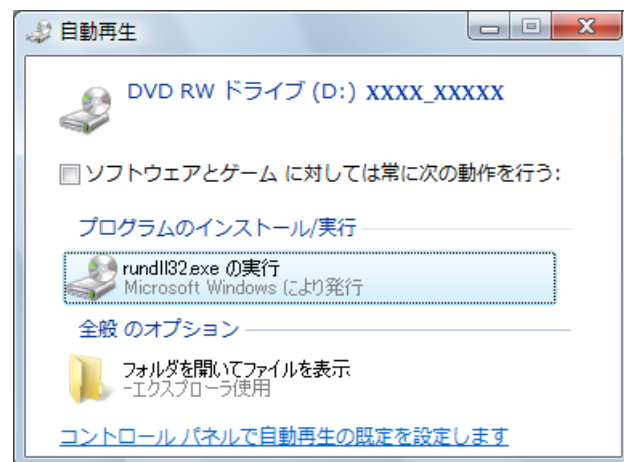 自動再生
DVD RW ドライブ (D:) XXXX_XXXXX
ソフトウェアとゲーム に対しては常に次の動作を行う:
プログラムのインストール/実行
rundll32.exe の実行
Microsoft Windows により発行
全般 のオプション
フォルダを開いてファイルを表示
-エクスプローラ使用
コントロール パネルで自動再生の既定を設定します